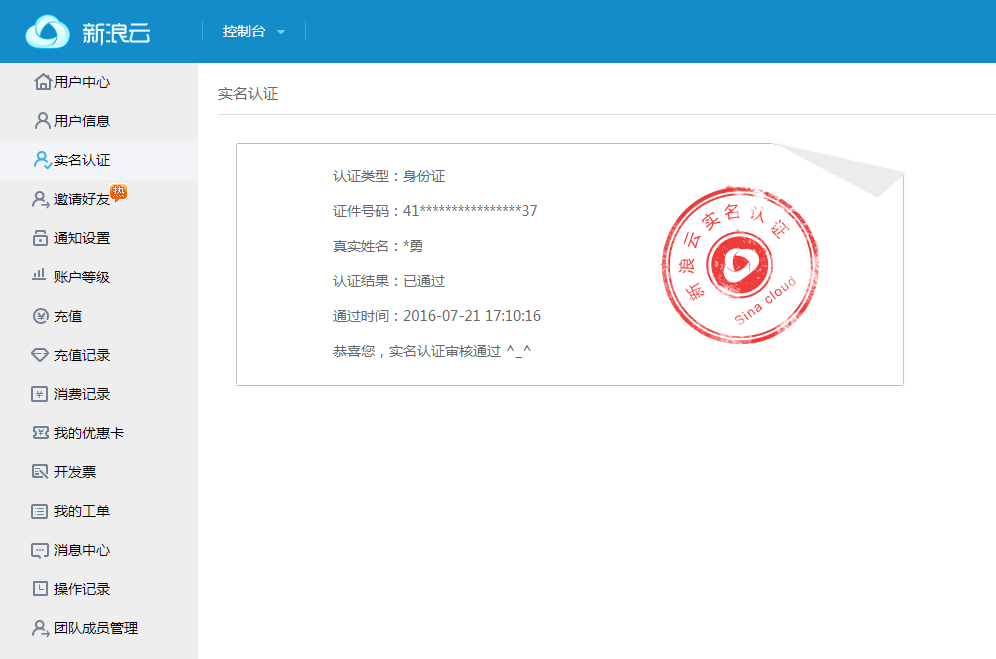 新浪云
控制台
用户中心
用户信息
实名认证
邀请好友
热
通知设置
账户等级
充值
充值记录
消费记录
我的优惠卡
开发票
我的工单
消息中心
操作记录
团队成员管理
实名认证
认证类型：身份证
证件号码：41****************37
真实姓名：*勇
认证结果：已通过
通过时间：2016-07-21 17:10:16
恭喜您，实名认证审核通过 ^_^
新浪云实名认证
Sina cloud